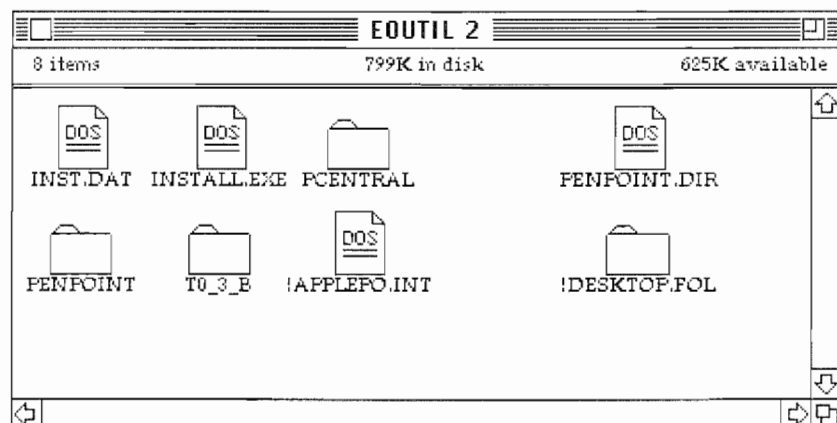 EOUTIL 2
8 items 799K in disk 625K available
DOS DOS DOS
INST.DAT INSTALL.EXE PCENTRAL PENPOINT.DIR
DOS
PENPOINT T0_3_B !APPLEPO.INT !DESKTOP.FOL